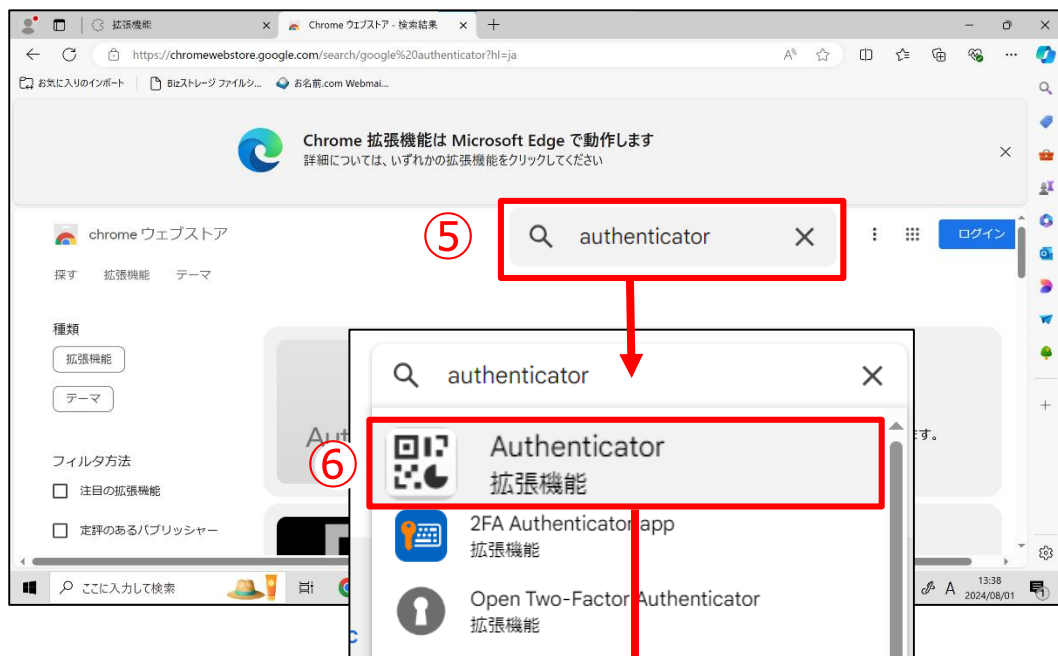 拡張機能
Chrome ウェブストア - 検索結果
https://chromewebstore.google.com/search/google%20authenticator?hl=ja
お気に入りのインポート
Bizストレージ ファイルシ...
お名前.com Webmai...
Chrome 拡張機能は Microsoft Edge で動作します
詳細については、いずれかの拡張機能をクリックしてください
⑤
chrome ウェブストア
authenticator
ログイン
探す 拡張機能 テーマ
種類
拡張機能
テーマ
フィルタ方法
注目の拡張機能
定評のあるパブリッシャー
Aut
す。
authenticator
⑥
Authenticator
拡張機能
2FA Authenticator app
拡張機能
Open Two-Factor Authenticator
拡張機能
ここに入力して検索
A
13:38
2024/08/01